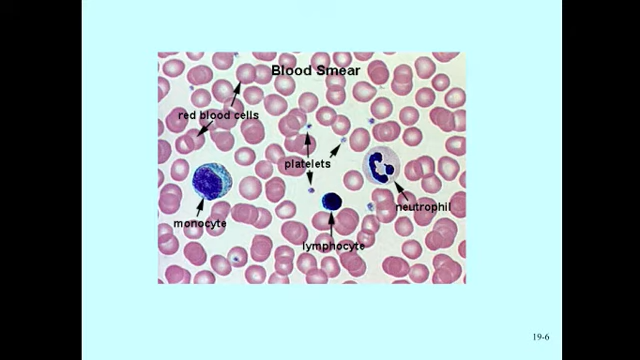 Blood Smear
red blood cells
platelets
neutrophil
monocyte
lymphocyte
19-6